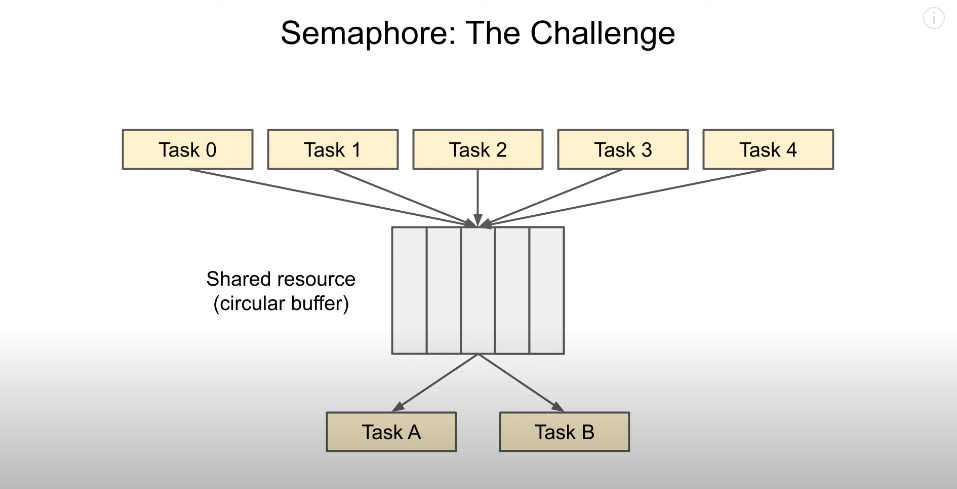 Semaphore: The Challenge
Task 0
Task 1
Task 2
Task 3
Task 4
Shared resource
(circular buffer)
Task A
Task B